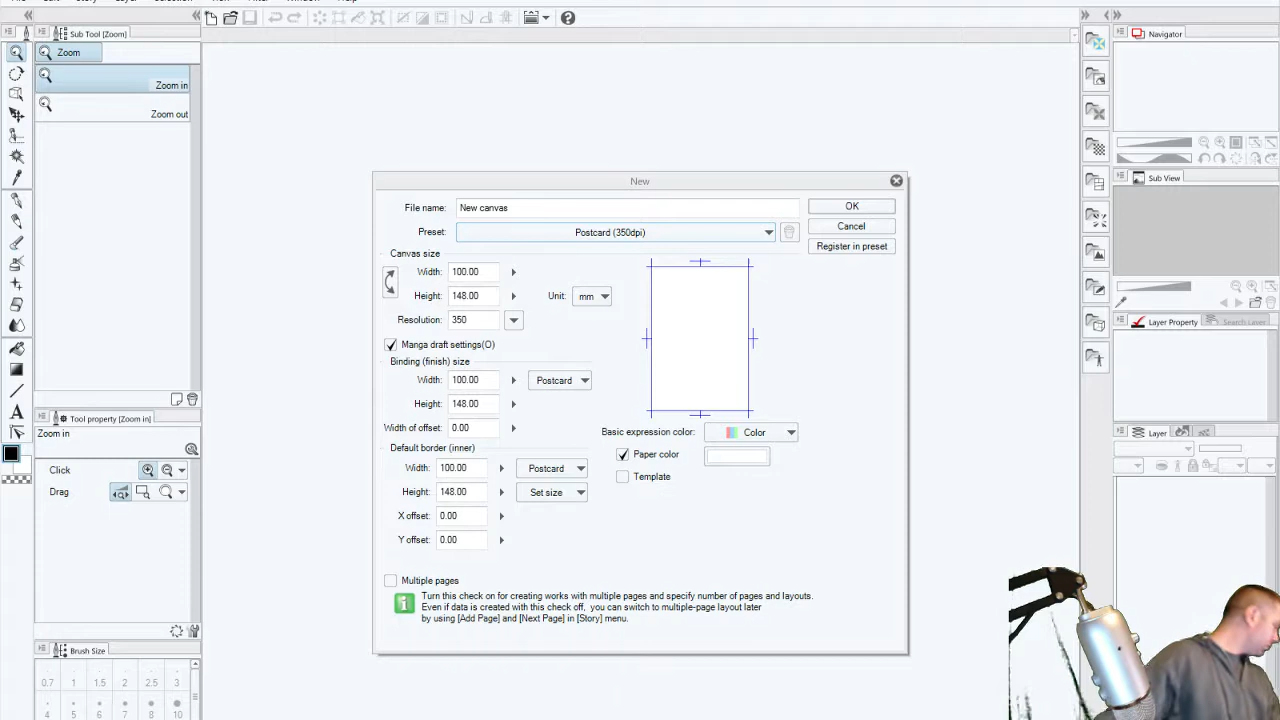 Sub Tool [Zoom]
Navigator
Zoom
Zoom in
Zoom out
Sub View
New
File name: New canvas OK
Preset: Postcard (350dpi) Cancel
Register in preset
Canvas size
Width: 100.00
Height: 148.00 Unit: mm
Resolution: 350
Manga draft settings(O)
Binding (finish) size
Width: 100.00 Postcard
Height: 148.00
Width of offset: 0.00
Default border (inner)
Width: 100.00 Postcard
Height: 148.00 Set size
X offset: 0.00
Y offset: 0.00
Basic expression color: Color
Paper color
Template
Multiple pages
Turn this check on for creating works with multiple pages and specify number of pages and layouts.
Even if data is created with this check off, you can switch to multiple-page layout later
by using [Add Page] and [Next Page] in [Story] menu.
Layer Property Search Layer
Layer
Tool property [Zoom in]
Zoom in
Click
Drag
Brush Size
0.7 1 1.5 2 2.5 3
4 5 6 7 8 10